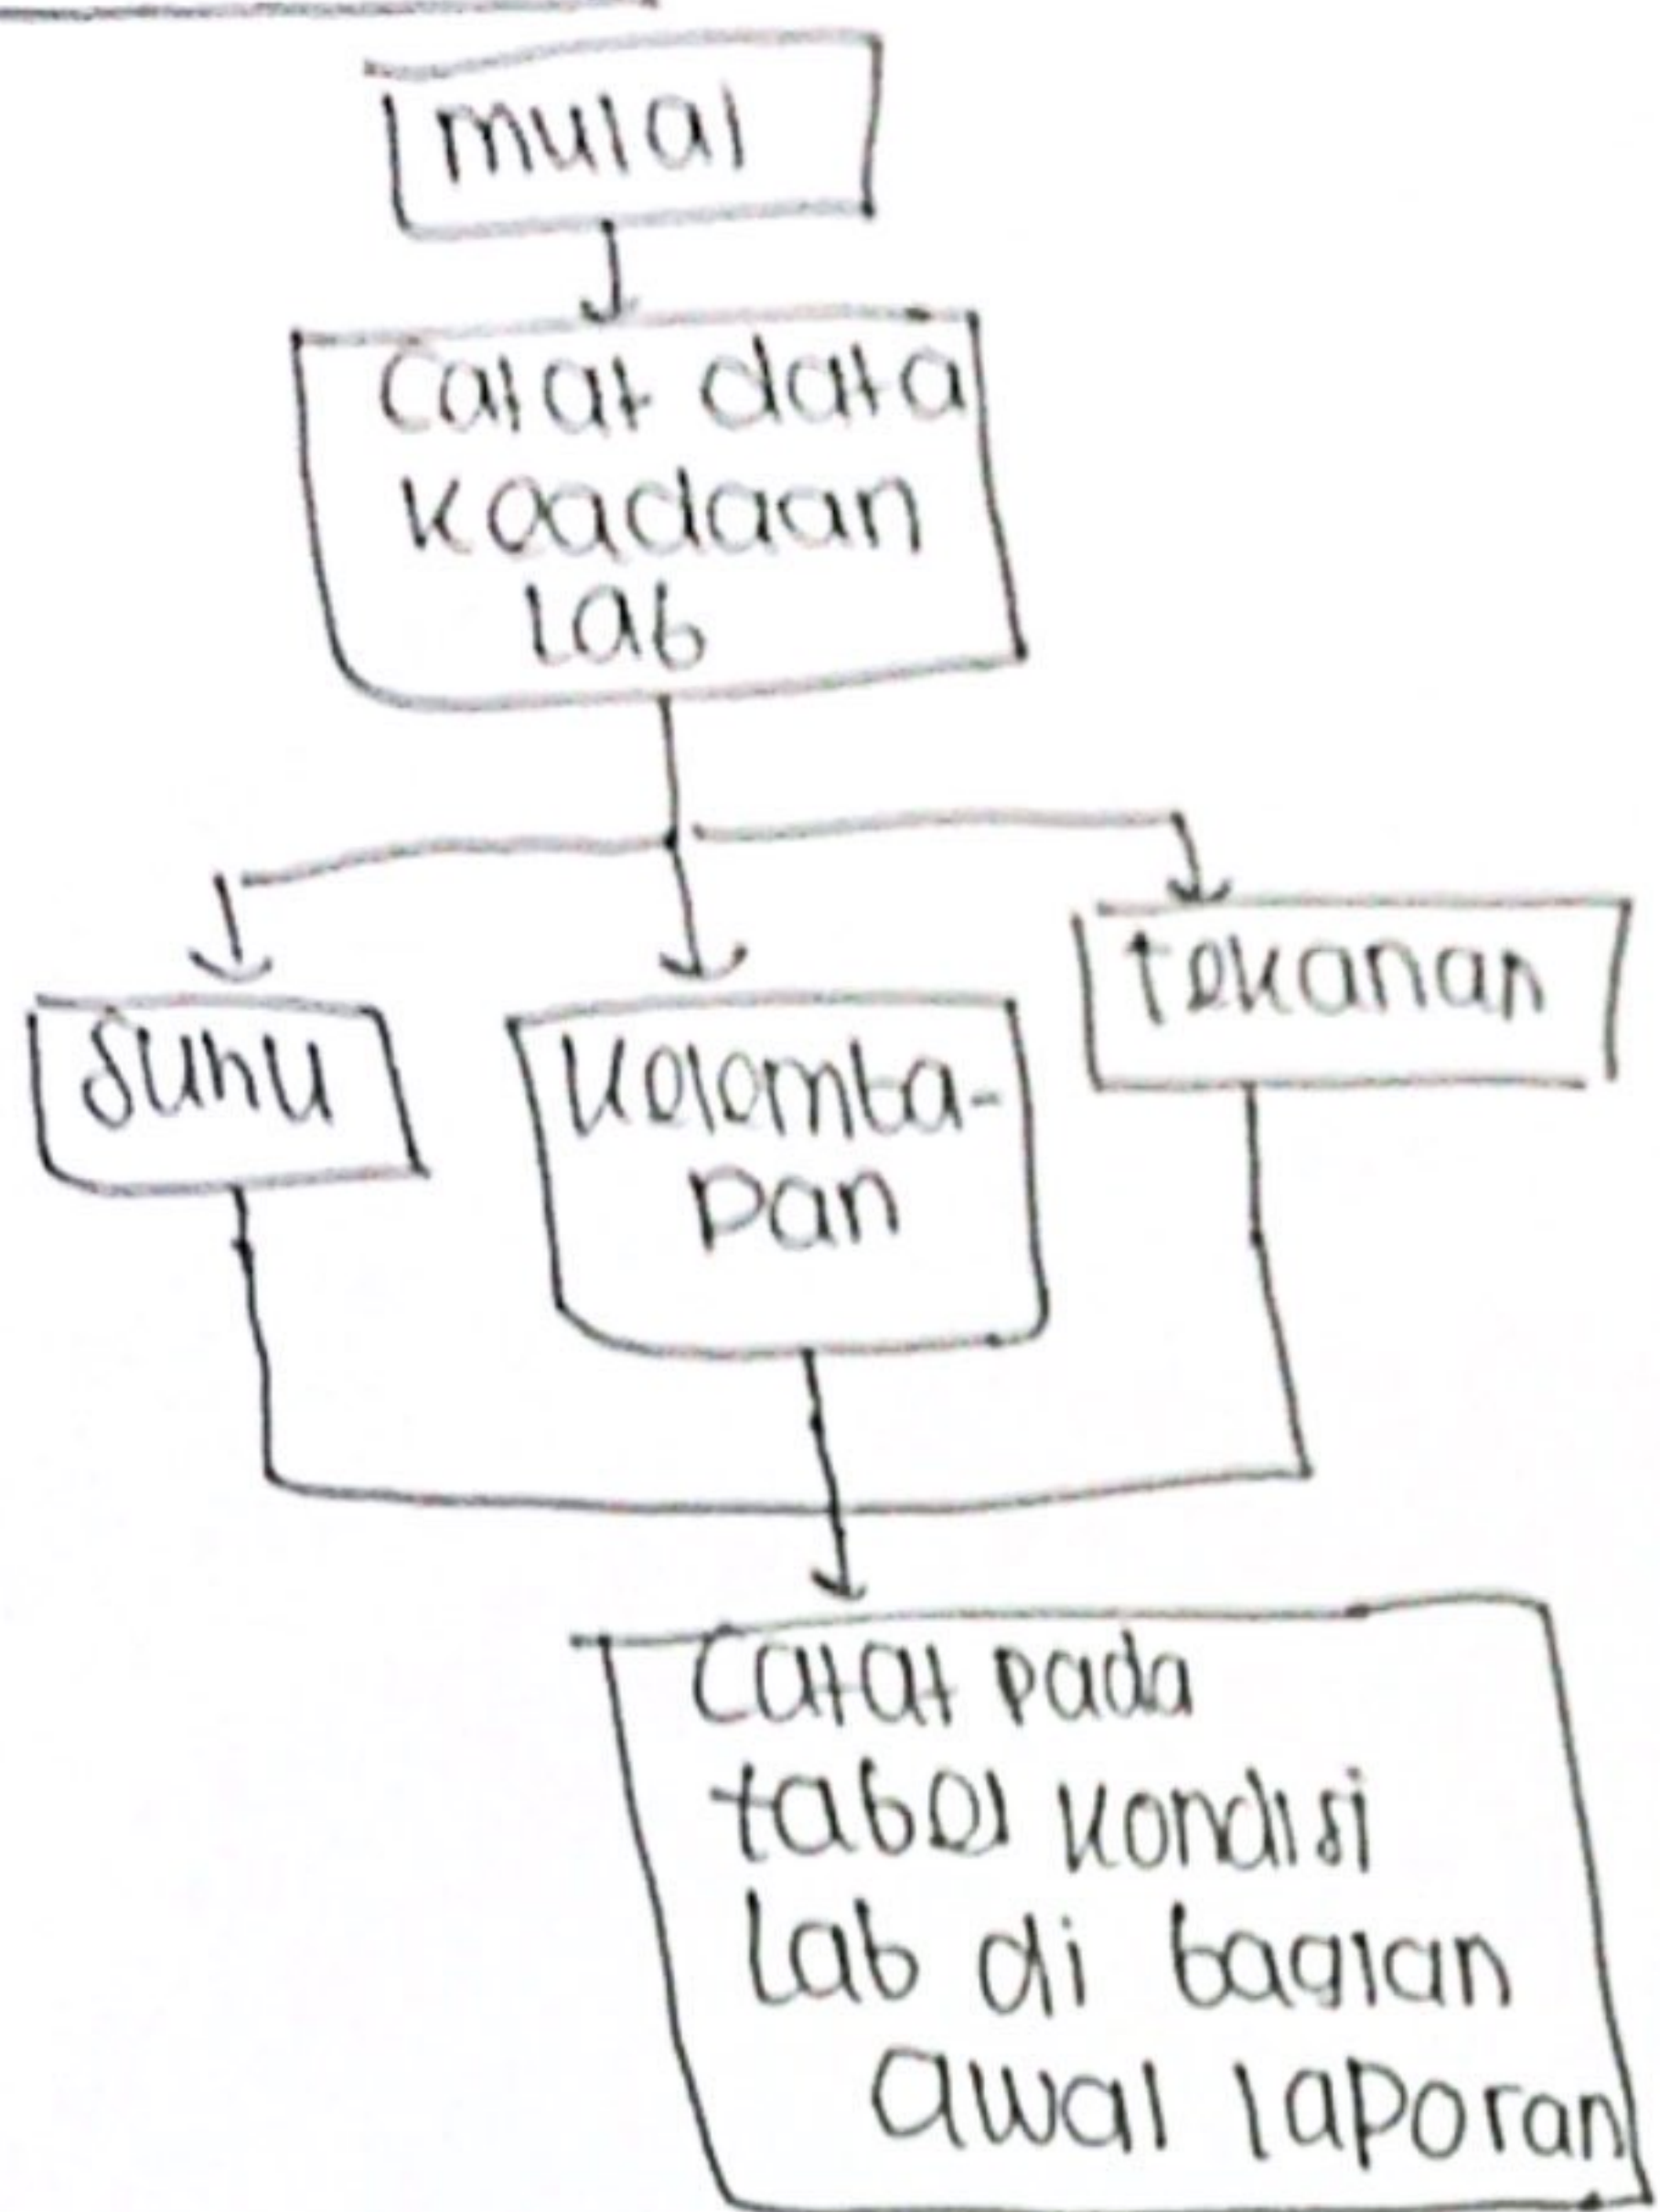 mulai
Catat data
keadaan
Lab
Suhu
kelemba-
pan
tekanan
Catat pada
tabel kondisi
Lab di bagian
awal laporan